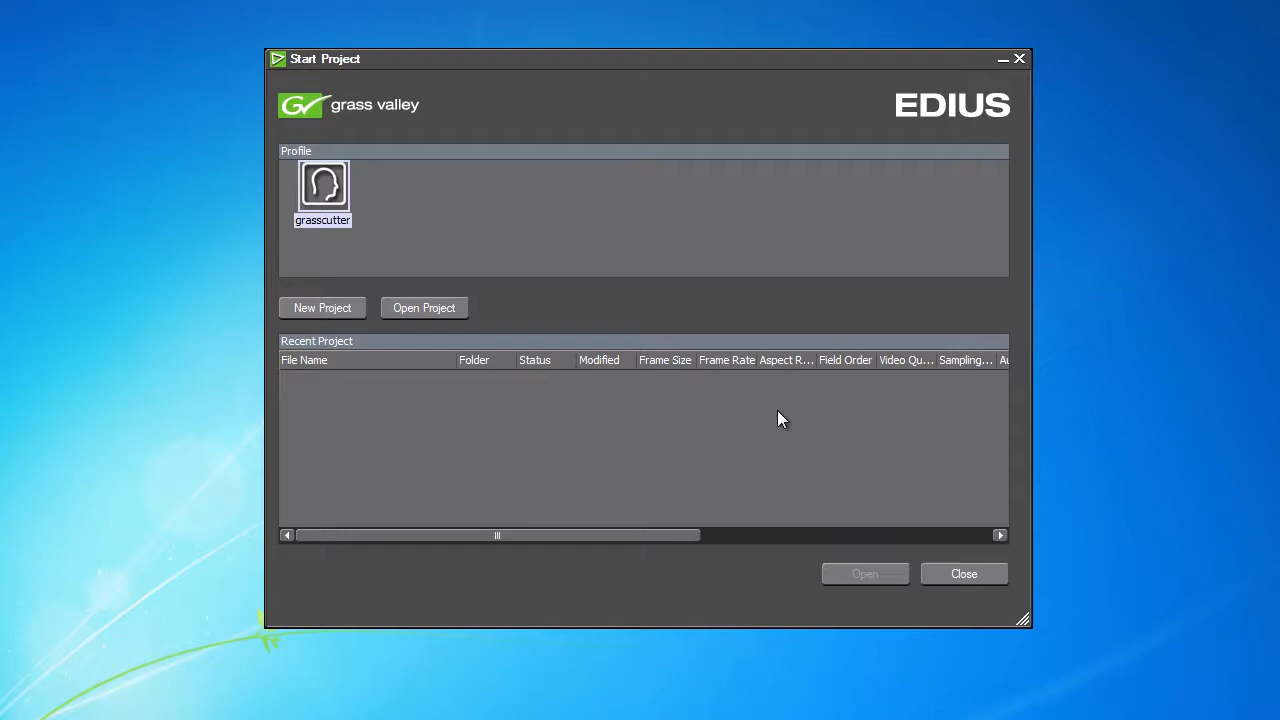 Start Project
GV grass valley
EDIUS
Profile
grasscutter
New Project Open Project
Recent Project
File Name Folder Status Modified Frame Size Frame Rate Aspect R... Field Order Video Qu... Sampling... Au
Open Close